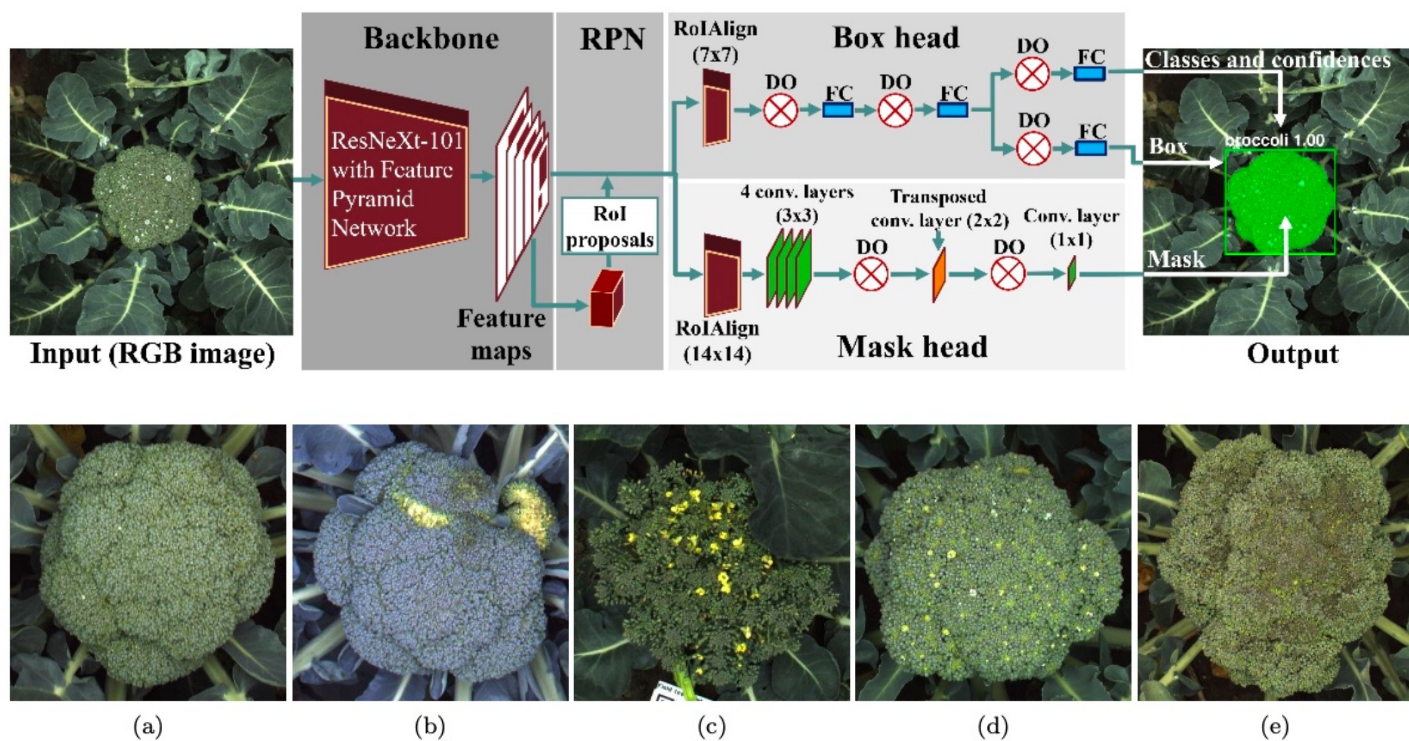 Backbone
RPN
RoIAlign
(7x7)
Box head
DO
FC
DO
FC
DO
FC
DO
FC
Classes and confidences
Box
broccoli 1.00
ResNeXt-101
with Feature
Pyramid
Network
RoI
proposals
Feature
maps
4 conv. layers
(3x3)
DO
Transposed
conv. layer (2x2)
DO
Conv. layer
(1x1)
Mask
RoIAlign
(14x14)
Mask head
Input (RGB image)
Output
(a)
(b)
(c)
(d)
(e)